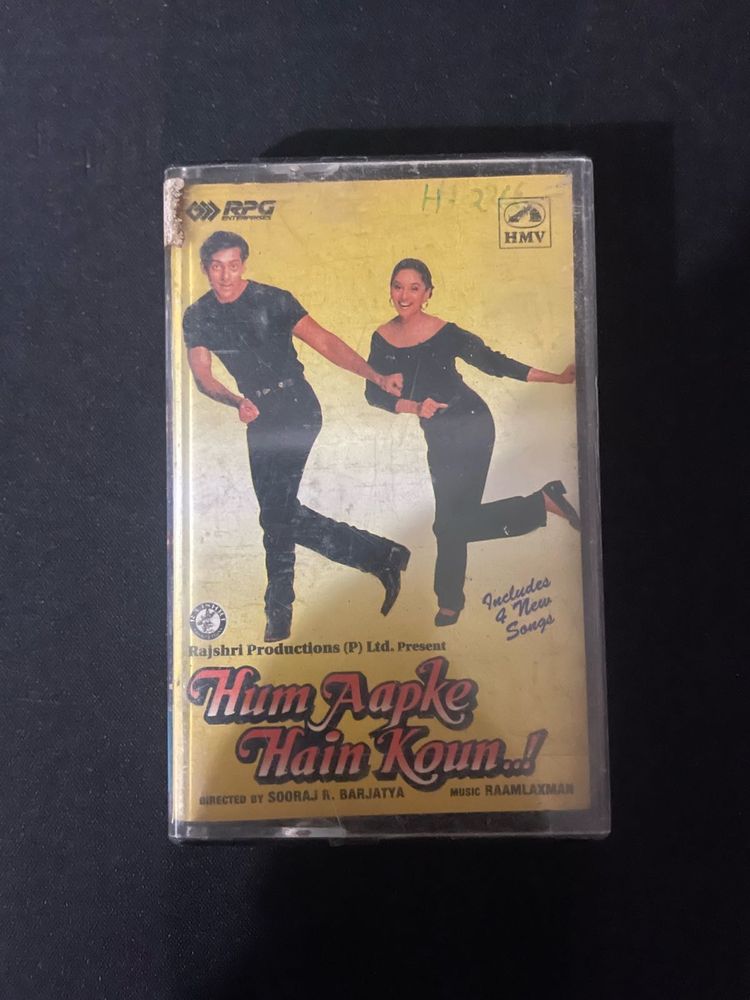 RPG
ENTERPRISES
HMV
Includes
4 New
Songs
RAJSHRI
Rajshri Productions (P) Ltd. Present
Hum Aapke
Hain Koun..!
DIRECTED BY SOORAJ R. BARJATYA
MUSIC RAAMLAXMAN